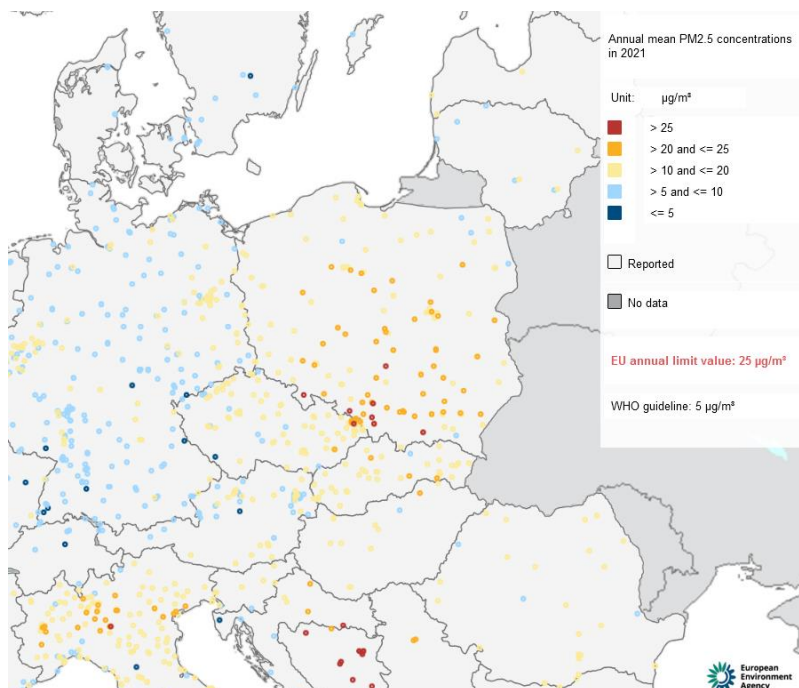 Annual mean PM2.5 concentrations
in 2021
Unit: µg/m³
> 25
> 20 and <= 25
> 10 and <= 20
> 5 and <= 10
<= 5
Reported
No data
EU annual limit value: 25 µg/m³
WHO guideline: 5 µg/m³
European
Environment
Agency